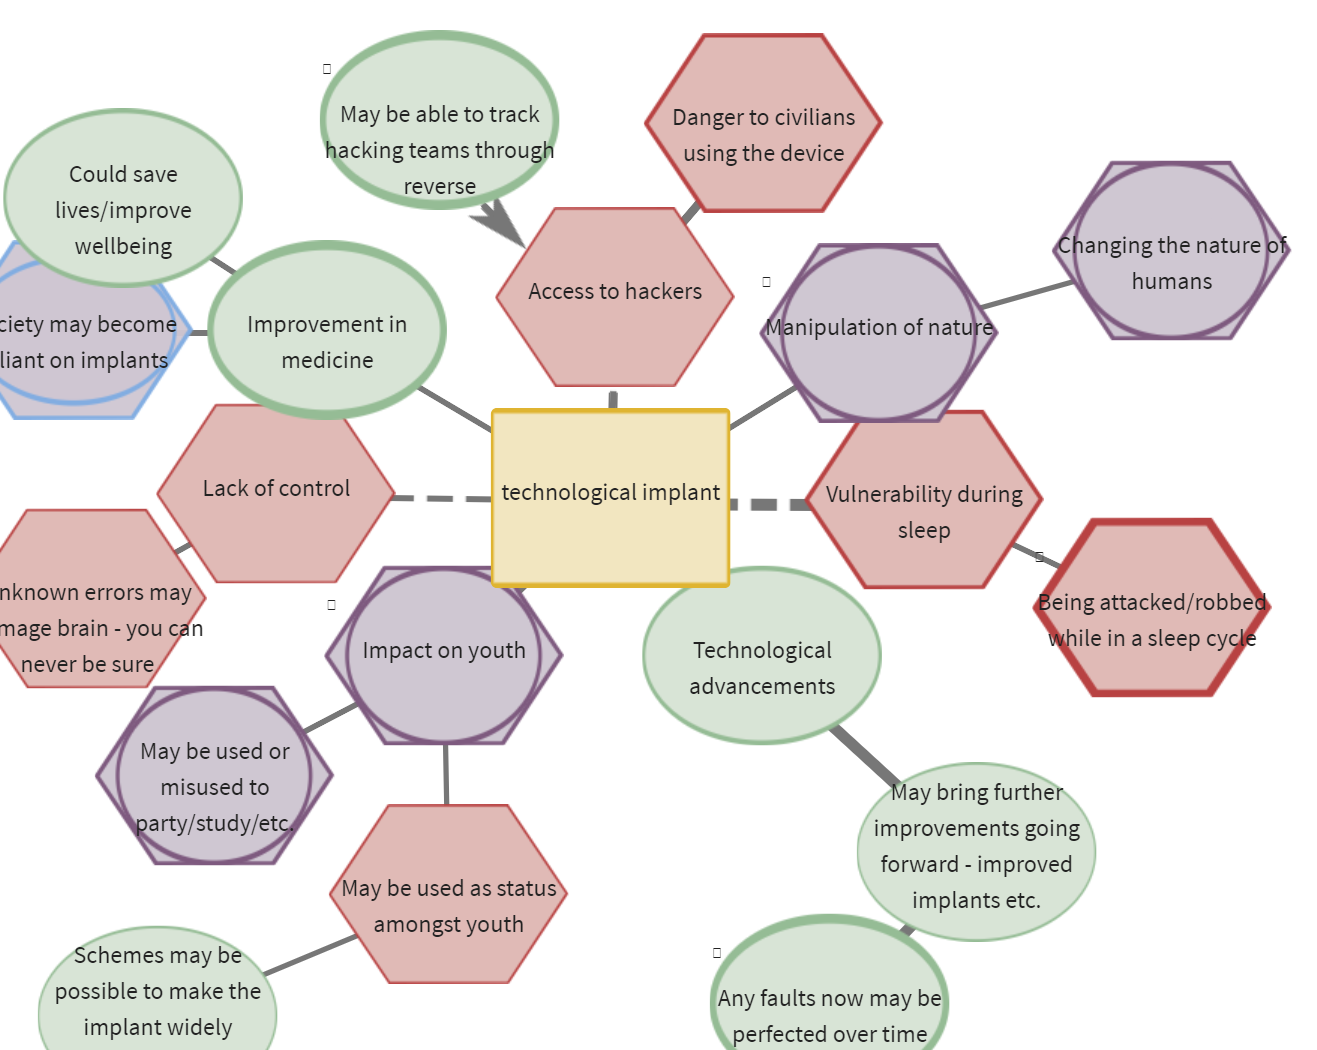 May be able to track
hacking teams through
reverse
Danger to civilians
using the device
Could save
lives/improve
wellbeing
Changing the nature of
humans
Access to hackers
Manipulation of nature
ciety may become
liant on implants
Improvement in
medicine
Lack of control
technological implant
Vulnerability during
sleep
nknown errors may
mage brain - you can
never be sure
Being attacked/robbed
while in a sleep cycle
Impact on youth
Technological
advancements
May be used or
misused to
party/study/etc.
May bring further
improvements going
forward - improved
implants etc.
May be used as status
amongst youth
Schemes may be
possible to make the
implant widely
Any faults now may be
perfected over time